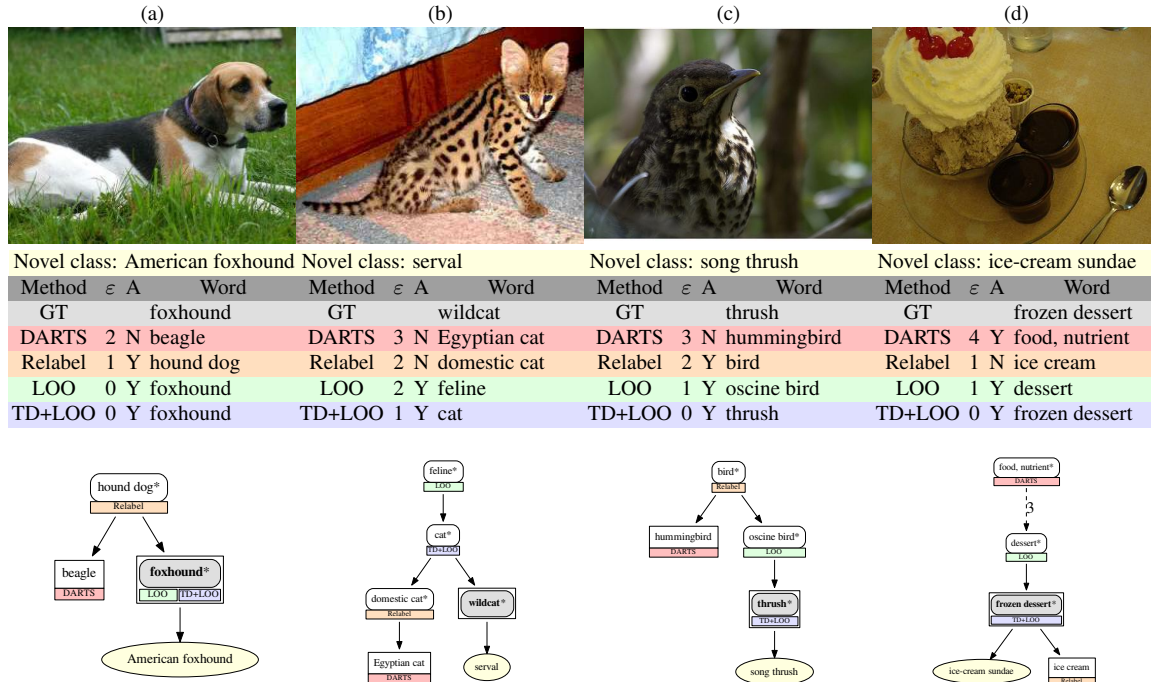 (a) (b) (c) (d)
Novel class: American foxhound Novel class: serval Novel class: song thrush Novel class: ice-cream sundae
Method ε A Word Method ε A Word Method ε A Word Method ε A Word
GT foxhound GT wildcat GT thrush GT frozen dessert
DARTS 2 N beagle DARTS 3 N Egyptian cat DARTS 3 N hummingbird DARTS 4 Y food, nutrient
Relabel 1 Y hound dog Relabel 2 N domestic cat Relabel 2 Y bird Relabel 1 N ice cream
LOO 0 Y foxhound LOO 2 Y feline LOO 1 Y oscine bird LOO 1 Y dessert
TD+LOO 0 Y foxhound TD+LOO 1 Y cat TD+LOO 0 Y thrush TD+LOO 0 Y frozen dessert
hound dog*
Relabel
beagle
DARTS
foxhound*
LOO TD+LOO
American foxhound
feline*
LOO
cat*
TD+LOO
domestic cat*
Relabel
wildcat*
Egyptian cat
DARTS
serval
bird*
Relabel
hummingbird
DARTS
oscine bird*
LOO
thrush*
TD+LOO
song thrush
food, nutrient*
DARTS
3
dessert*
LOO
frozen dessert*
TD+LOO
ice-cream sundae
ice cream
Relabel